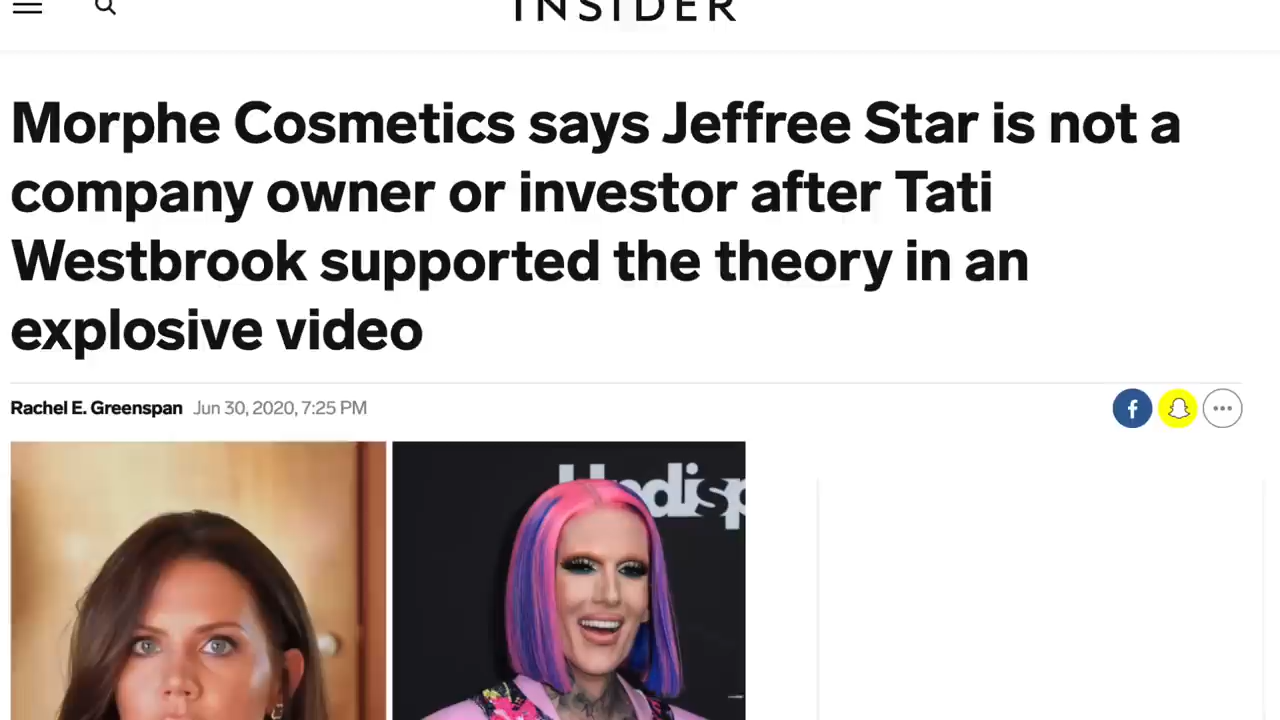 INSIDER
Morphe Cosmetics says Jeffree Star is not a
company owner or investor after Tati
Westbrook supported the theory in an
explosive video
Rachel E. Greenspan Jun 30, 2020, 7:25 PM